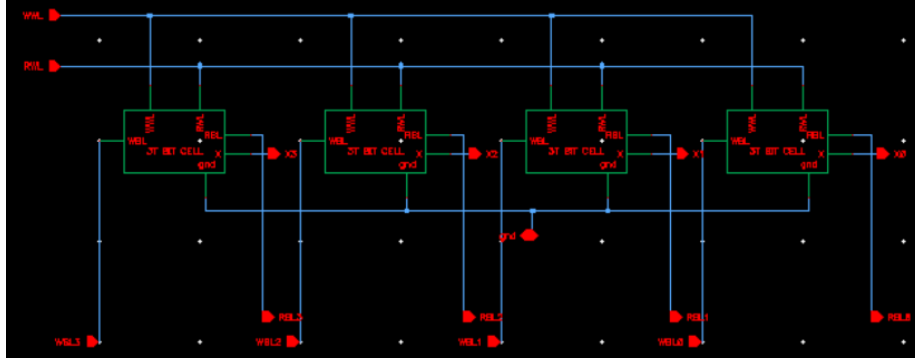 WWL
RWL
WWL RWL WWL RWL WWL RWL WWL RWL
WBL RBL WBL RBL WBL RBL WBL RBL
3T BIT CELL X X3 3T BIT CELL X X2 3T BIT CELL X X1 3T BIT CELL X X0
gnd gnd gnd gnd
gnd
RBL3 RBL2 RBL1 RBL0
WBL3 WBL2 WBL1 WBL0